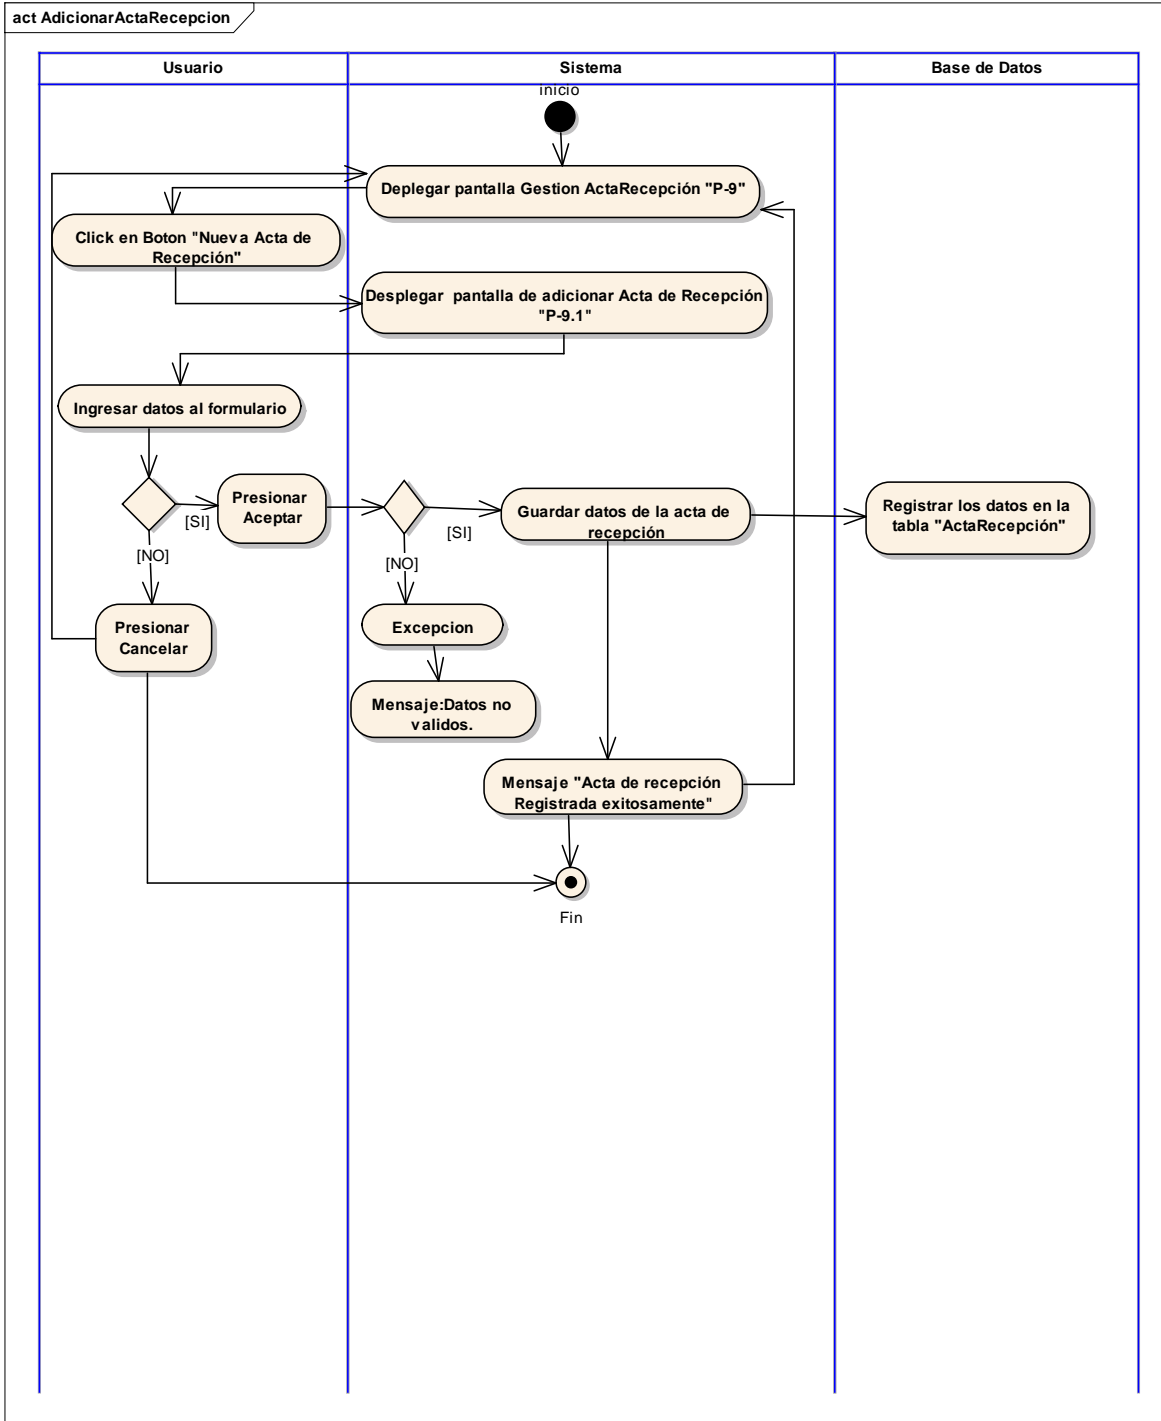 act AdicionarActaRecepcion
Usuario
Sistema
Base de Datos
Inicio
Deplegar pantalla Gestion ActaRecepción "P-9"
Click en Boton "Nueva Acta de
Recepción"
Desplegar pantalla de adicionar Acta de Recepción
"P-9.1"
Ingresar datos al formulario
Presionar
Aceptar
[SI]
[NO]
Guardar datos de la acta de
recepción
[SI]
[NO]
Registrar los datos en la
tabla "ActaRecepción"
Presionar
Cancelar
Excepcion
Mensaje:Datos no
validos.
Mensaje "Acta de recepción
Registrada exitosamente"
Fin